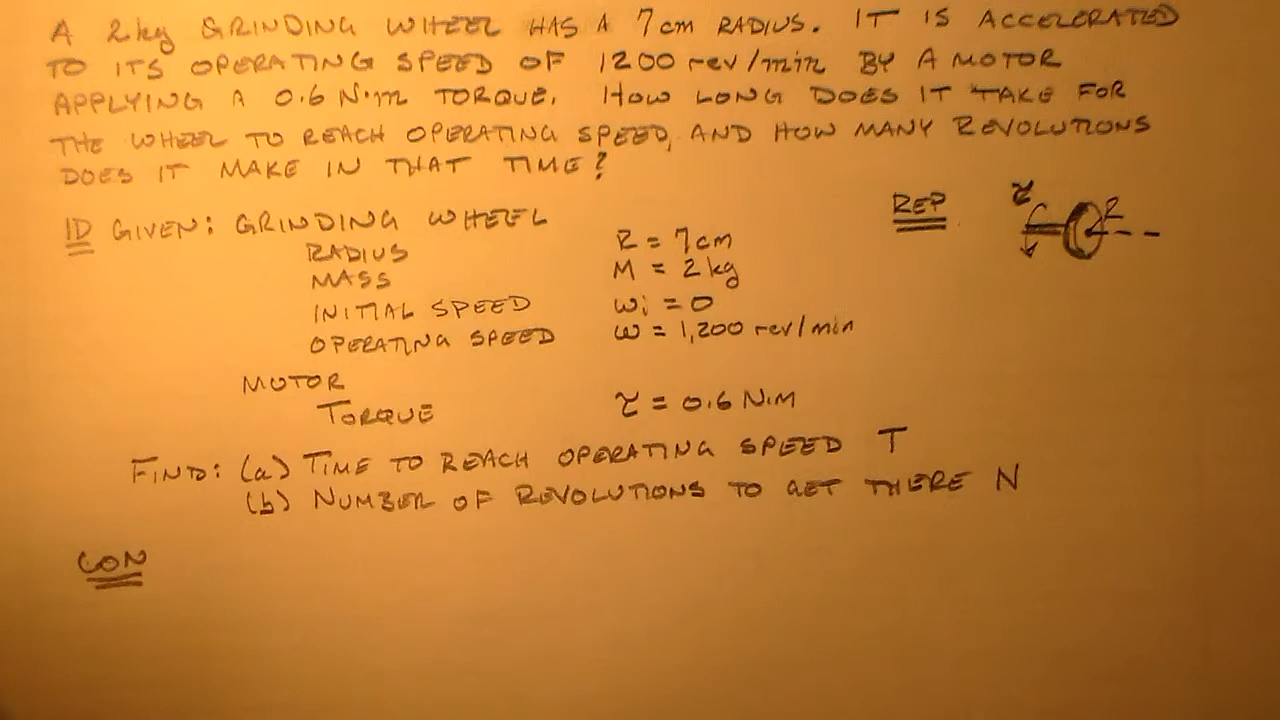 A 2kg GRINDING WHEEL HAS A 7cm RADIUS. IT IS ACCELERATED
TO ITS OPERATING SPEED OF 1200 rev/min BY A MOTOR
APPLYING A 0.6 N·m TORQUE. HOW LONG DOES IT TAKE FOR
THE WHEEL TO REACH OPERATING SPEED, AND HOW MANY REVOLUTIONS
DOES IT MAKE IN THAT TIME?
ID GIVEN: GRINDING WHEEL
RADIUS R = 7cm
MASS M = 2kg
INITIAL SPEED ωi = 0
OPERATING SPEED ω = 1,200 rev/min
MOTOR
TORQUE τ = 0.6 N·M
FIND: (a) TIME TO REACH OPERATING SPEED T
(b) NUMBER OF REVOLUTIONS TO GET THERE N
REP
τ R
CON